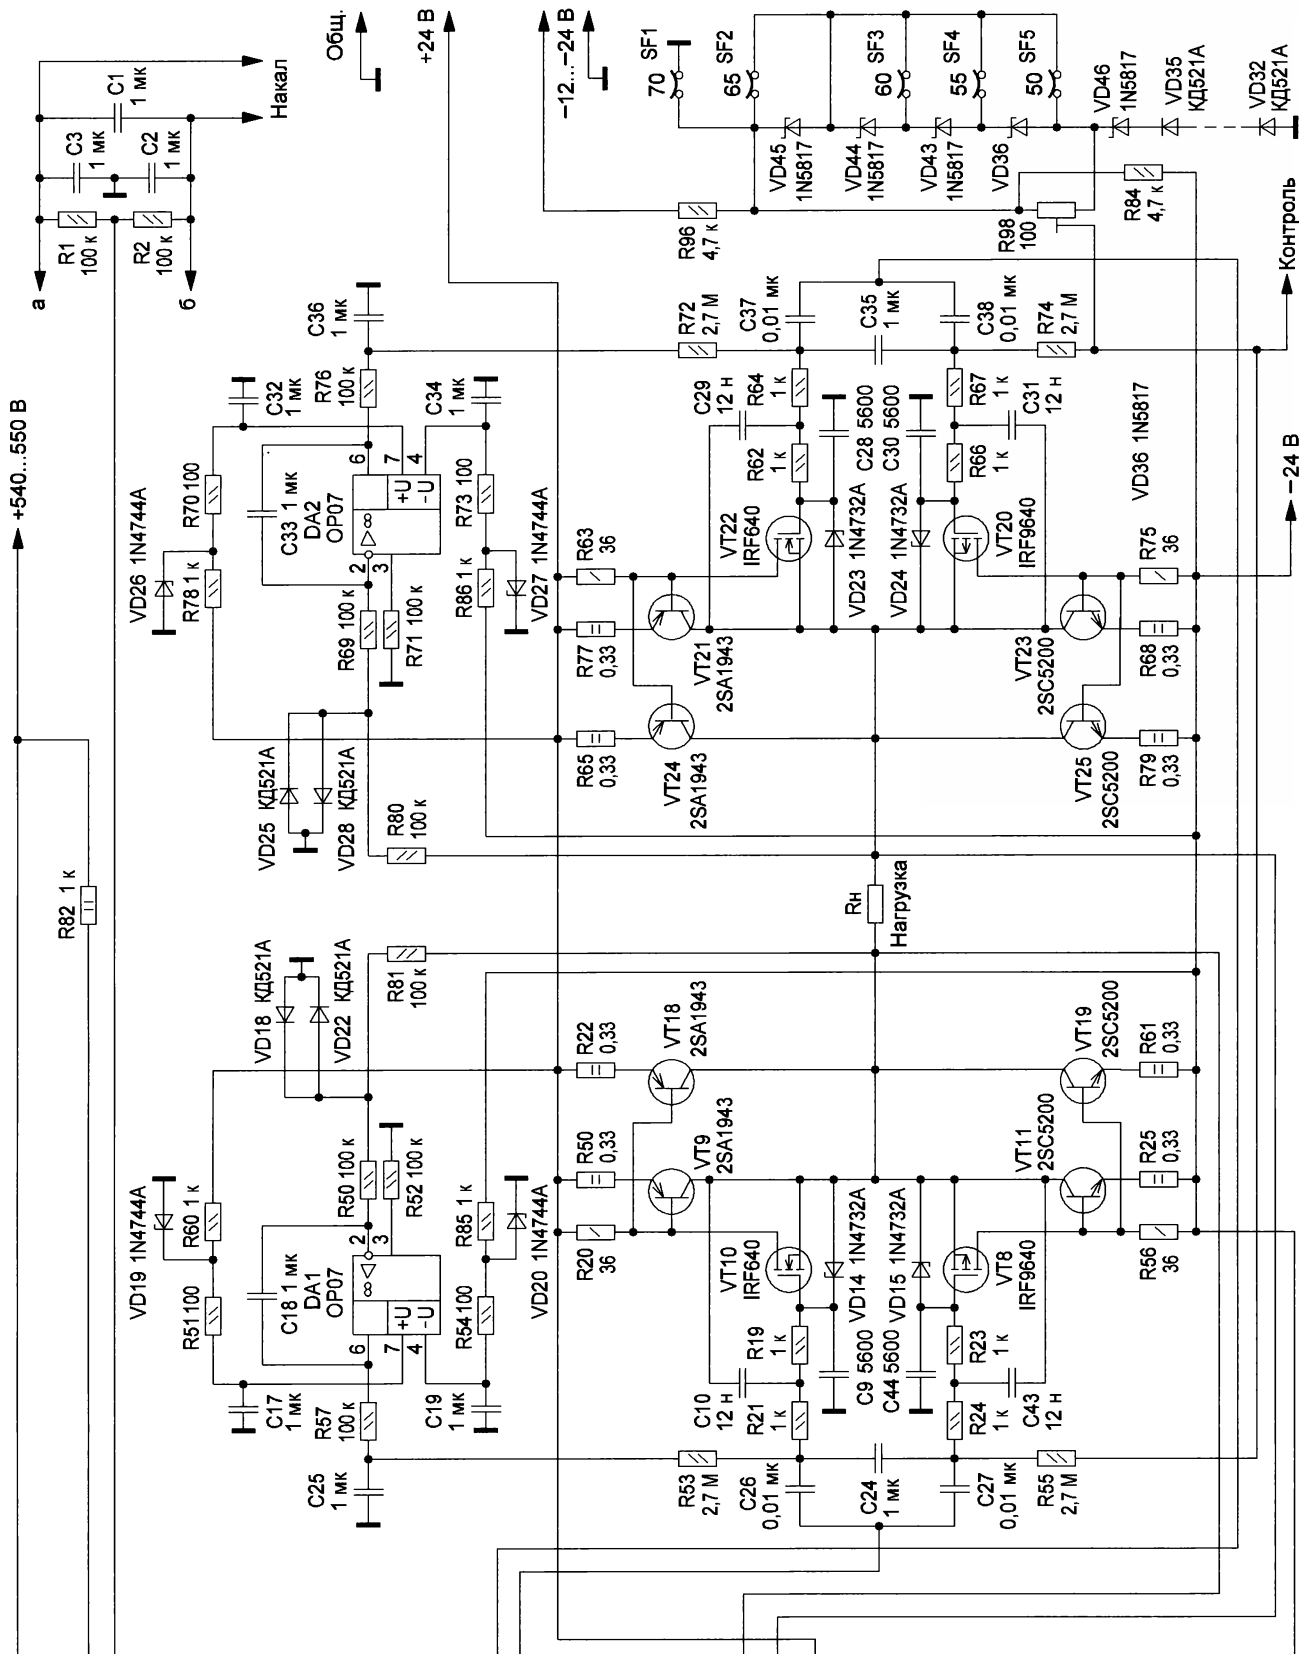 а
б
R1
100 к
R2
100 к
C3
1 мк
C2
1 мк
C1
1 мк
Накал
Общ.
+24 В
−12...−24 В
+540...550 В
R82 1 к
SF1
70
SF2
65
SF3
60
SF4
55
SF5
50
VD45
1N5817
VD44
1N5817
VD43
1N5817
VD36
VD46
1N5817
VD35
КД521А
VD32
КД521А
R96
4,7 к
R98
100
R84
4,7 к
Контроль
−24 В
VD36 1N5817
C36
1 мк
R76
100 к
C32
1 мк
C34
1 мк
R70 100
VD26 1N4744A
R78 1 к
C33 1 мк
DA2
OP07
6
7
4
+U
-U
▷∞
2
3
R73 100
R86 1 к
VD27 1N4744A
R69 100 к
R71 100 к
VD25 КД521А
VD28 КД521А
R80
100 к
R72
2,7 М
C37
0,01 мк
C35
1 мк
C38
0,01 мк
R74
2,7 М
C29
12 н
R64
1 к
R62
1 к
C28 5600
C30 5600
R67
1 к
R66
1 к
C31
12 н
VT22
IRF640
VD23 1N4732A
VD24 1N4732A
VT20
IRF9640
R63
36
R77
0,33
VT21
2SA1943
R65
0,33
VT24
2SA1943
R75
36
R68
0,33
VT23
2SC5200
VT25
2SC5200
R79
0,33
Rн
Нагрузка
VD18 КД521А
VD22 КД521А
R81
100 к
VD19 1N4744A
R60 1 к
R51 100
C18 1 мк
DA1
OP07
6
7
4
+U
-U
2
3
R50 100 к
R52 100 к
R85 1 к
R54 100
VD20 1N4744A
C17
1 мк
R57
100 к
C19
1 мк
C25
1 мк
R22
0,33
VT18
2SA1943
R50
0,33
VT9
2SA1943
R20
36
VT10
IRF640
VD14 1N4732A
VD15 1N4732A
VT8
IRF9640
VT19
2SC5200
R61
0,33
VT11
2SC5200
R25
0,33
R56
36
R19
1 к
C10
12 н
R21
1 к
C9 5600
C44 5600
R23
1 к
R24
1 к
C43
12 н
R53
2,7 М
C26
0,01 мк
C24
1 мк
C27
0,01 мк
R55
2,7 М